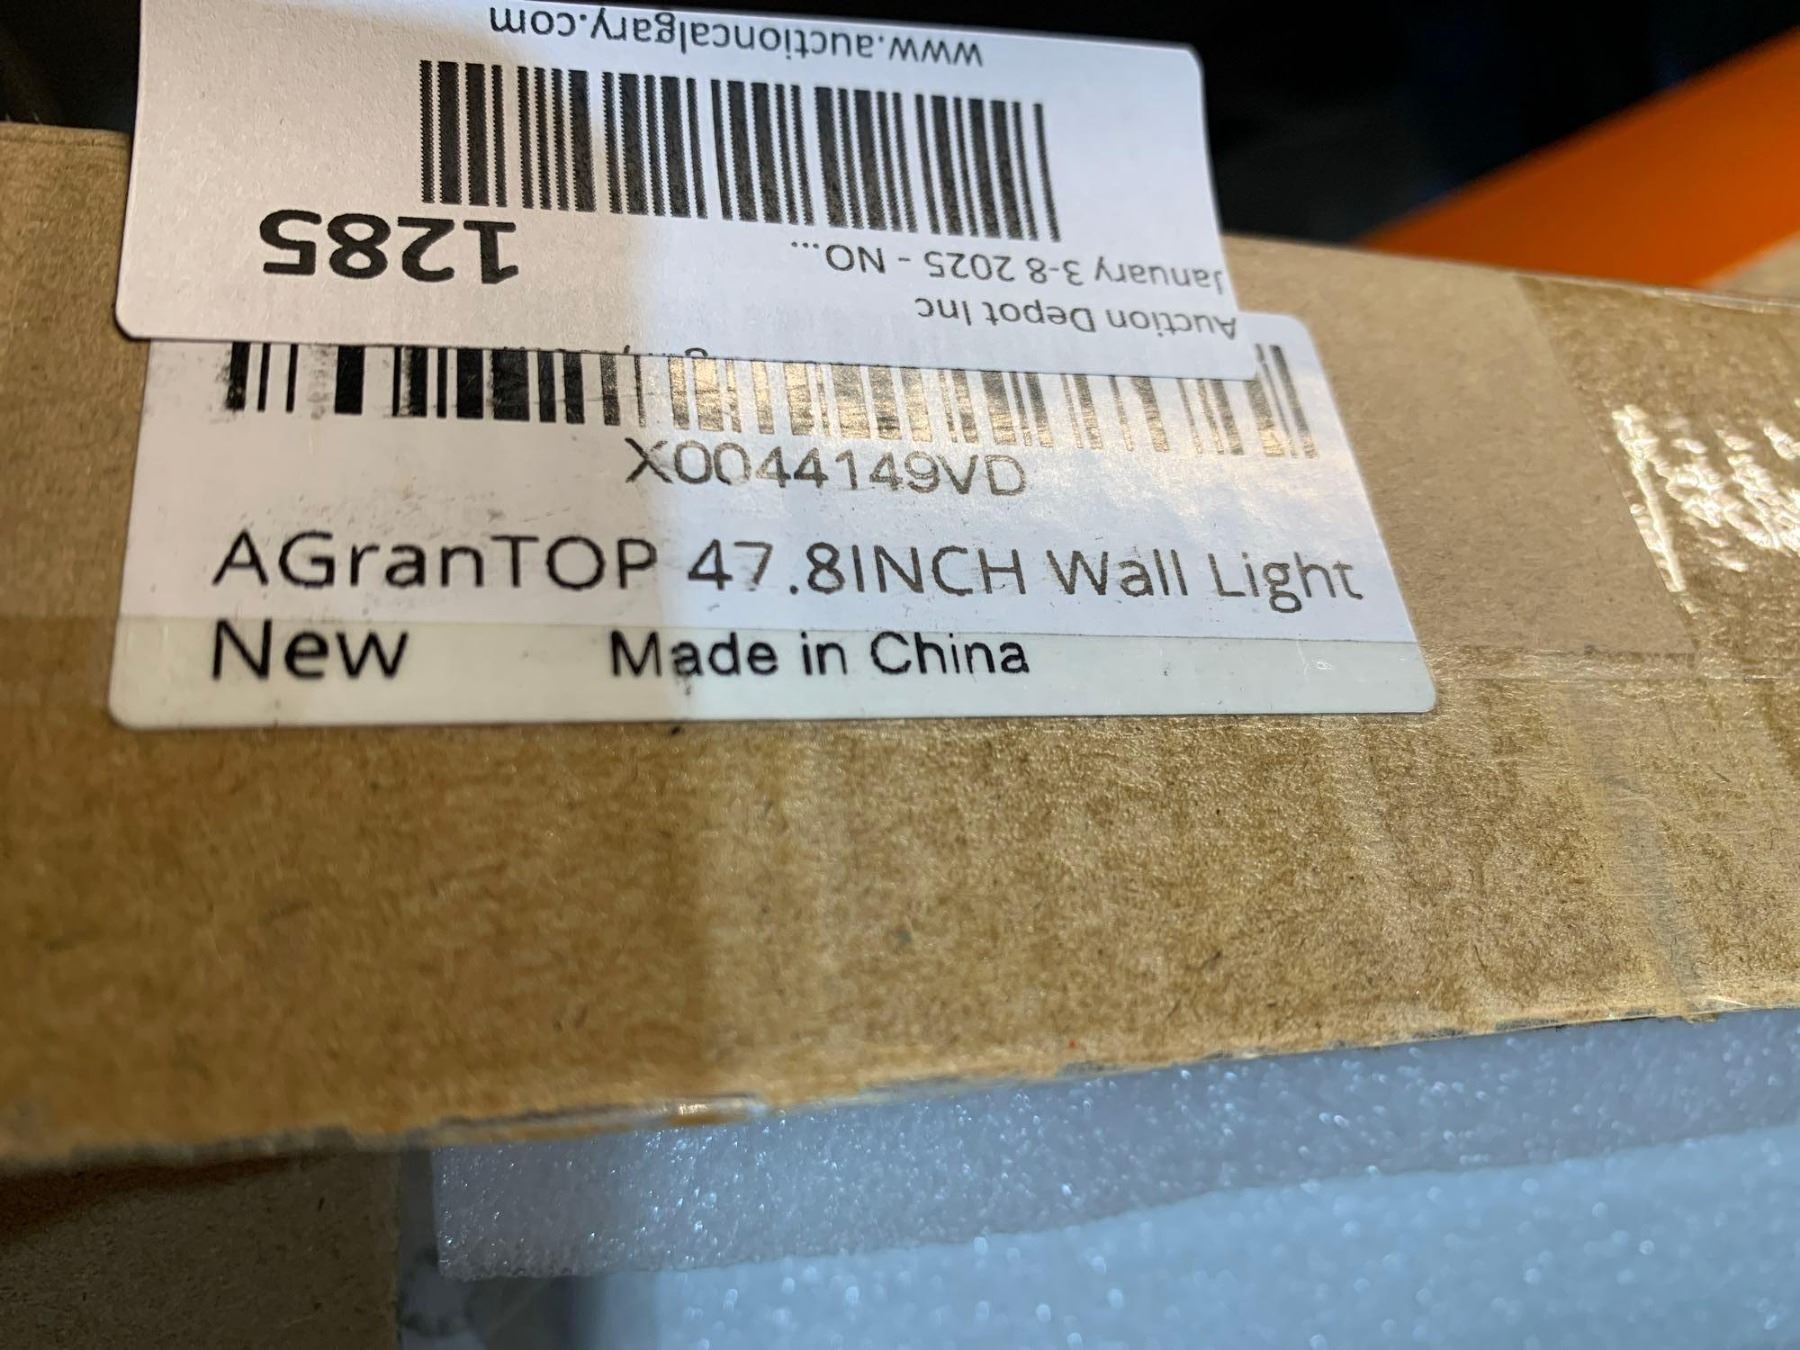 www.auctioncalgary.com
1285
January 3-8 2025 - NO...
Auction Depot Inc
X0044149VD
AGranTOP 47.8INCH Wall Light
New Made in China